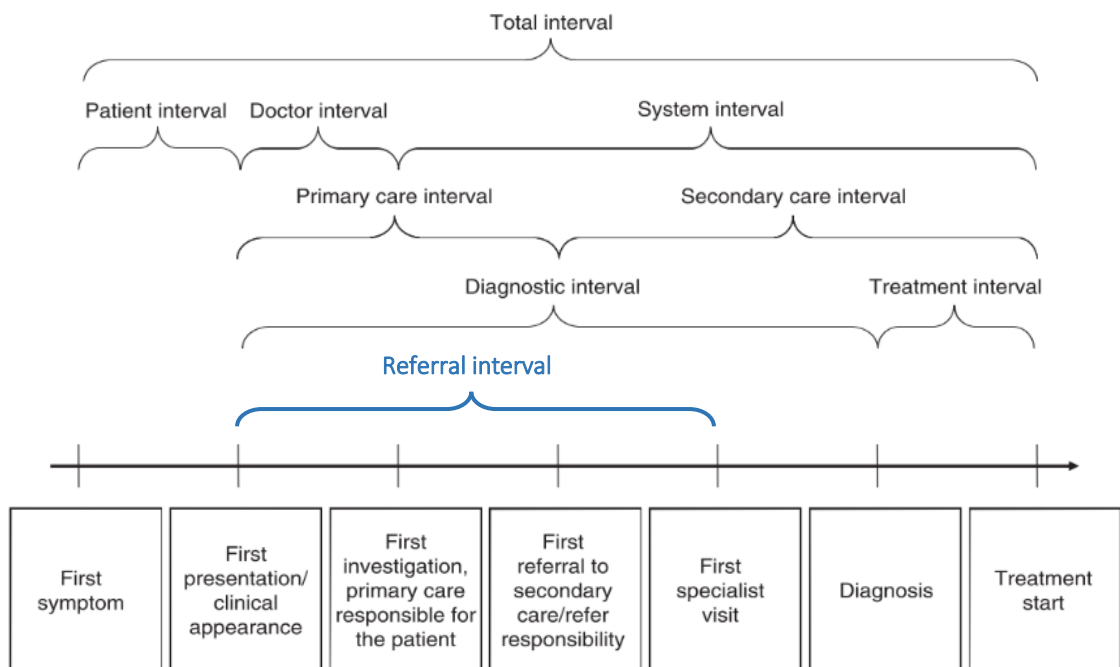 Total interval
Patient interval
Doctor interval
System interval
Primary care interval
Secondary care interval
Diagnostic interval
Treatment interval
Referral interval
First
symptom
First
presentation/
clinical
appearance
First
investigation,
primary care
responsible for
the patient
First
referral to
secondary
care/refer
responsibility
First
specialist
visit
Diagnosis
Treatment
start